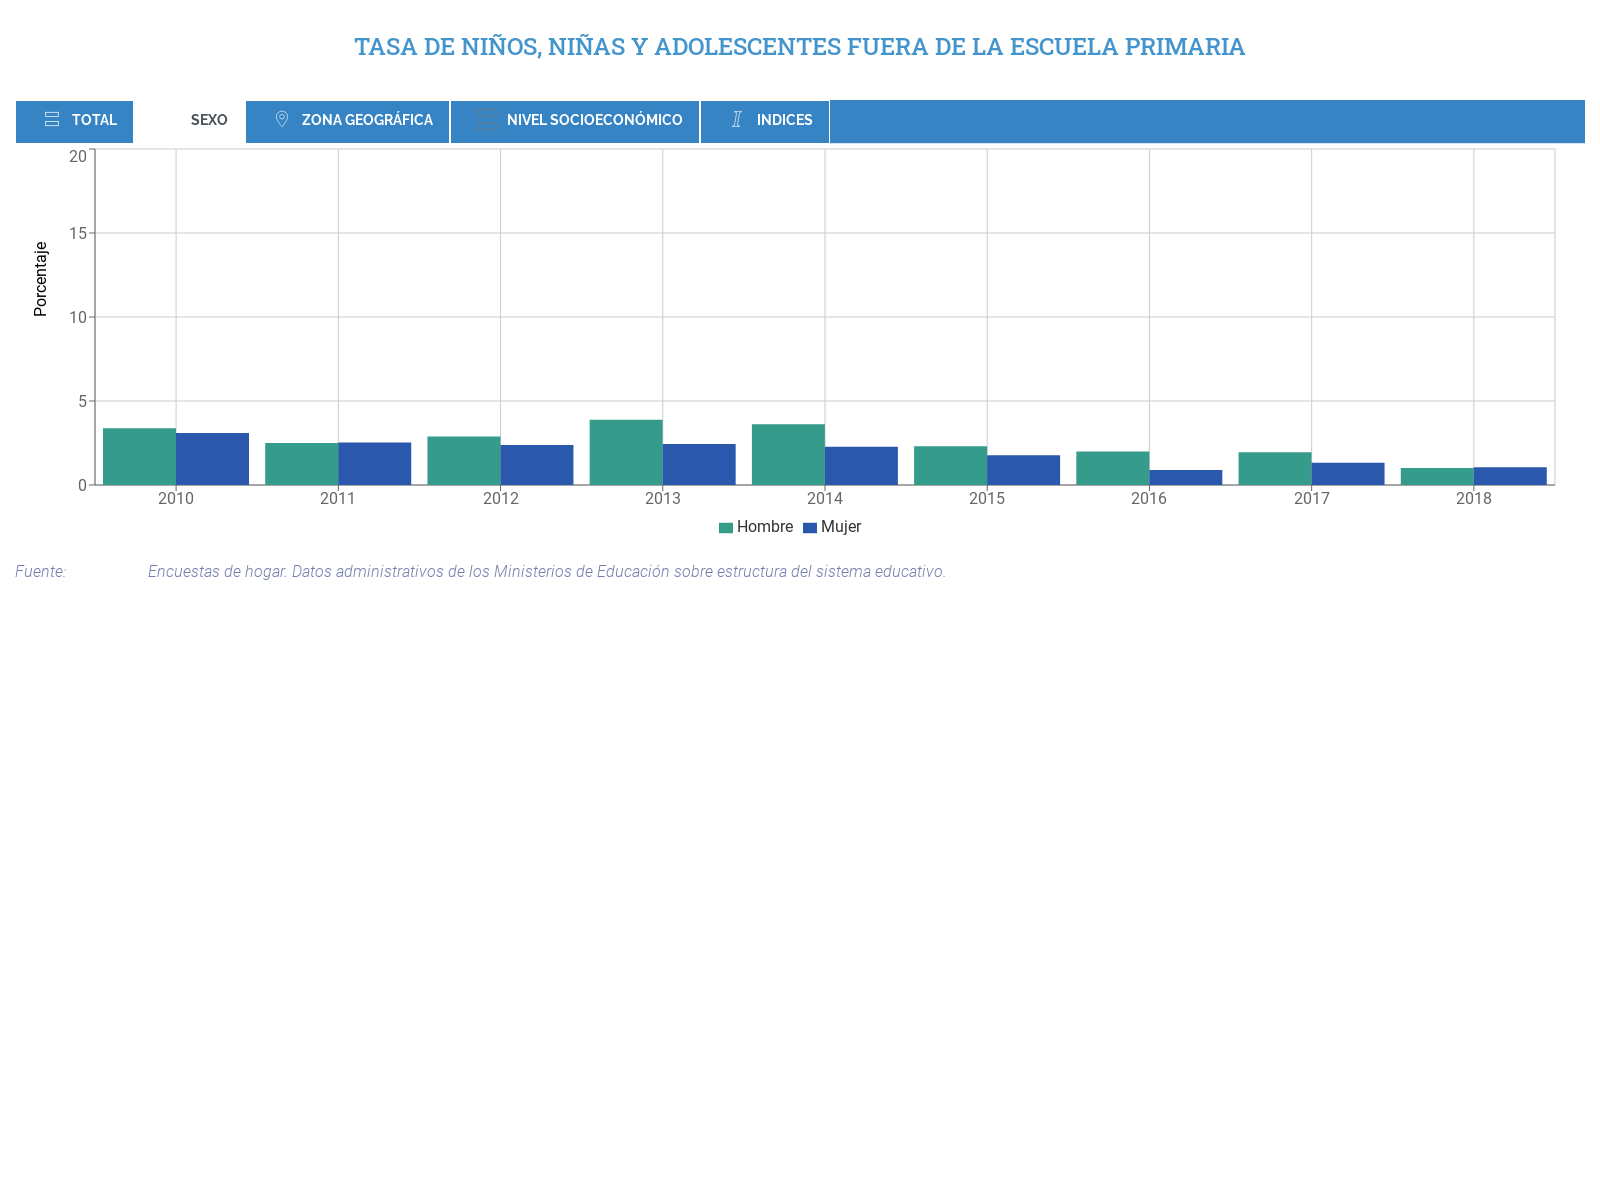 TASA DE NIÑOS, NIÑAS Y ADOLESCENTES FUERA DE LA ESCUELA PRIMARIA
TOTAL SEXO ZONA GEOGRÁFICA NIVEL SOCIOECONÓMICO INDICES
Porcentaje
20
15
10
5
0
2010 2011 2012 2013 2014 2015 2016 2017 2018
Hombre Mujer
Fuente: Encuestas de hogar. Datos administrativos de los Ministerios de Educación sobre estructura del sistema educativo.